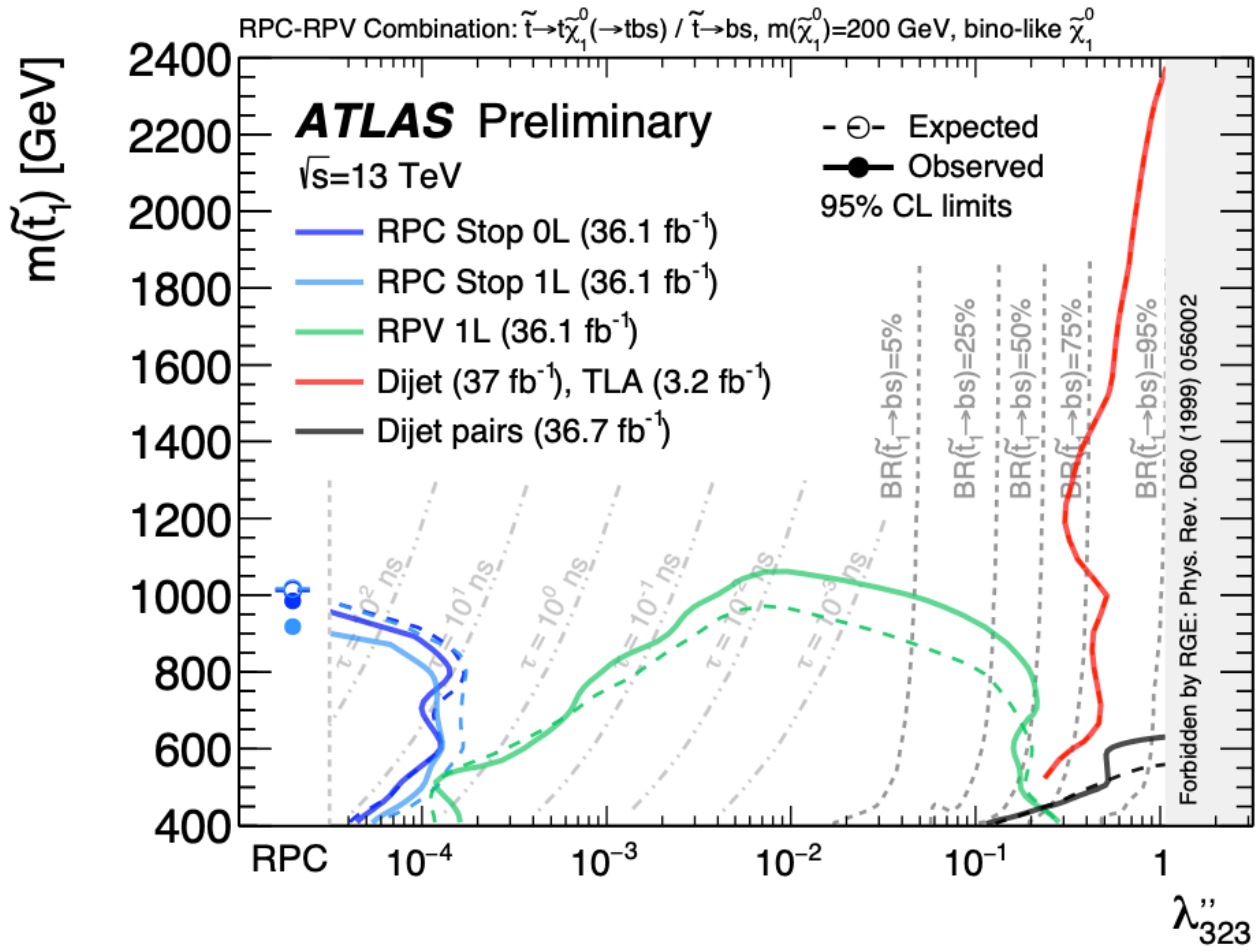 RPC-RPV Combination: t̃→tχ̃⁰₁(→tbs) / t̃→bs, m(χ̃⁰₁)=200 GeV, bino-like χ̃⁰₁
m(t̃₁) [GeV]
2400
2200
2000
1800
1600
1400
1200
1000
800
600
400
ATLAS Preliminary
√s=13 TeV
RPC Stop 0L (36.1 fb⁻¹)
RPC Stop 1L (36.1 fb⁻¹)
RPV 1L (36.1 fb⁻¹)
Dijet (37 fb⁻¹), TLA (3.2 fb⁻¹)
Dijet pairs (36.7 fb⁻¹)
Expected
Observed
95% CL limits
τ = 10² ns
τ = 10¹ ns
τ = 10⁰ ns
τ = 10⁻¹ ns
τ = 10⁻² ns
τ = 10⁻³ ns
BR(t̃₁→bs)=5%
BR(t̃₁→bs)=25%
BR(t̃₁→bs)=50%
BR(t̃₁→bs)=75%
BR(t̃₁→bs)=95%
Forbidden by RGE: Phys. Rev. D60 (1999) 056002
RPC 10⁻⁴ 10⁻³ 10⁻² 10⁻¹ 1
λ''₃₂₃